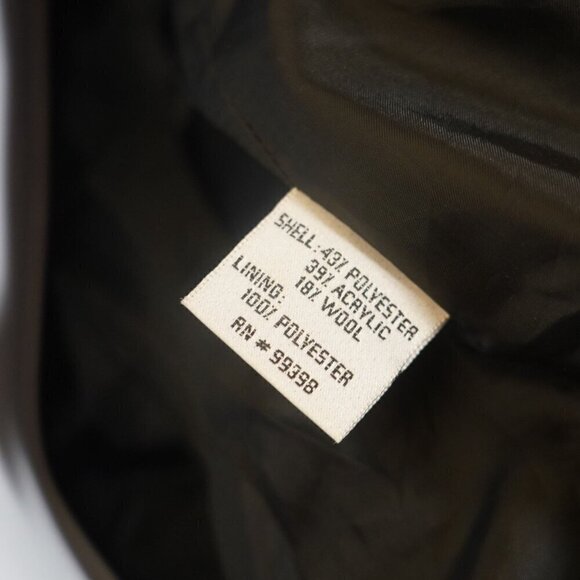 SHELL: 43% POLYESTER
39% ACRYLIC
18% WOOL
LINING:
100% POLYESTER
RN # 99398